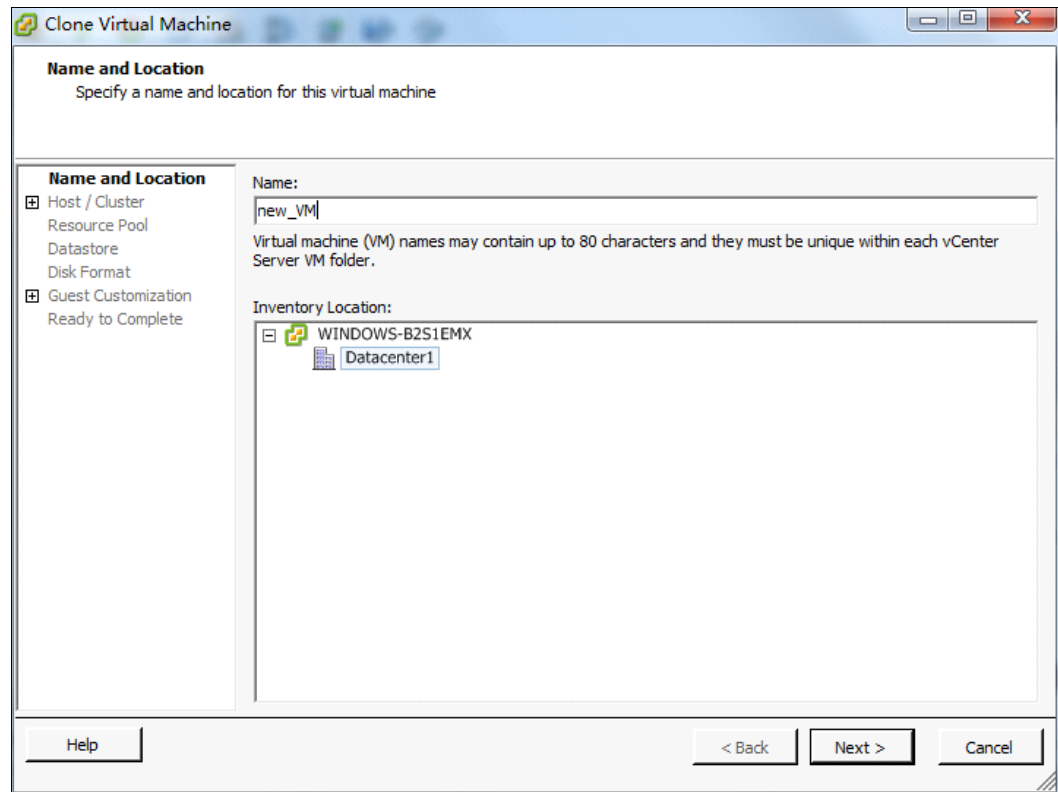 Clone Virtual Machine
Name and Location
Specify a name and location for this virtual machine
Name and Location
Host / Cluster
Resource Pool
Datastore
Disk Format
Guest Customization
Ready to Complete
Name:
new_VM
Virtual machine (VM) names may contain up to 80 characters and they must be unique within each vCenter
Server VM folder.
Inventory Location:
WINDOWS-B2S1EMX
Datacenter1
Help
< Back
Next >
Cancel